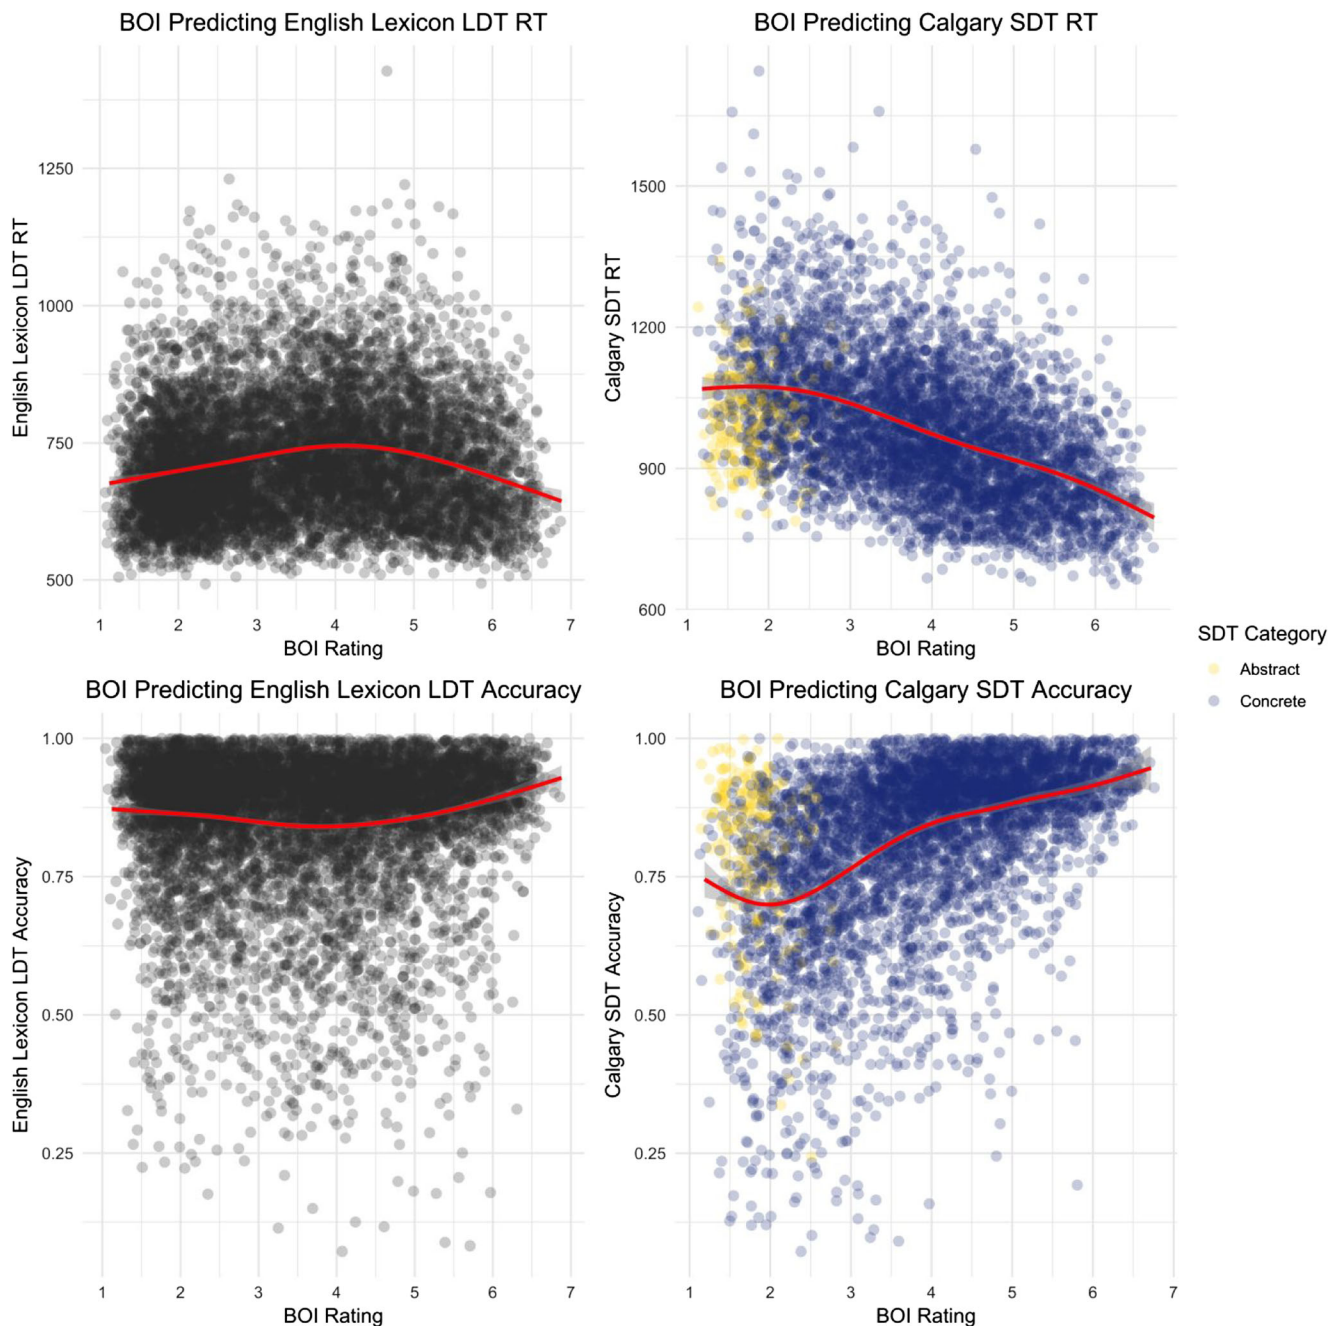 BOI Predicting English Lexicon LDT RT
BOI Predicting Calgary SDT RT
English Lexicon LDT RT
1250
1000
750
500
1 2 3 4 5 6 7
BOI Rating
Calgary SDT RT
1500
1200
900
600
1 2 3 4 5 6
BOI Rating
SDT Category
Abstract
Concrete
BOI Predicting English Lexicon LDT Accuracy
BOI Predicting Calgary SDT Accuracy
English Lexicon LDT Accuracy
1.00
0.75
0.50
0.25
1 2 3 4 5 6 7
BOI Rating
Calgary SDT Accuracy
1.00
0.75
0.50
0.25
1 2 3 4 5 6 7
BOI Rating